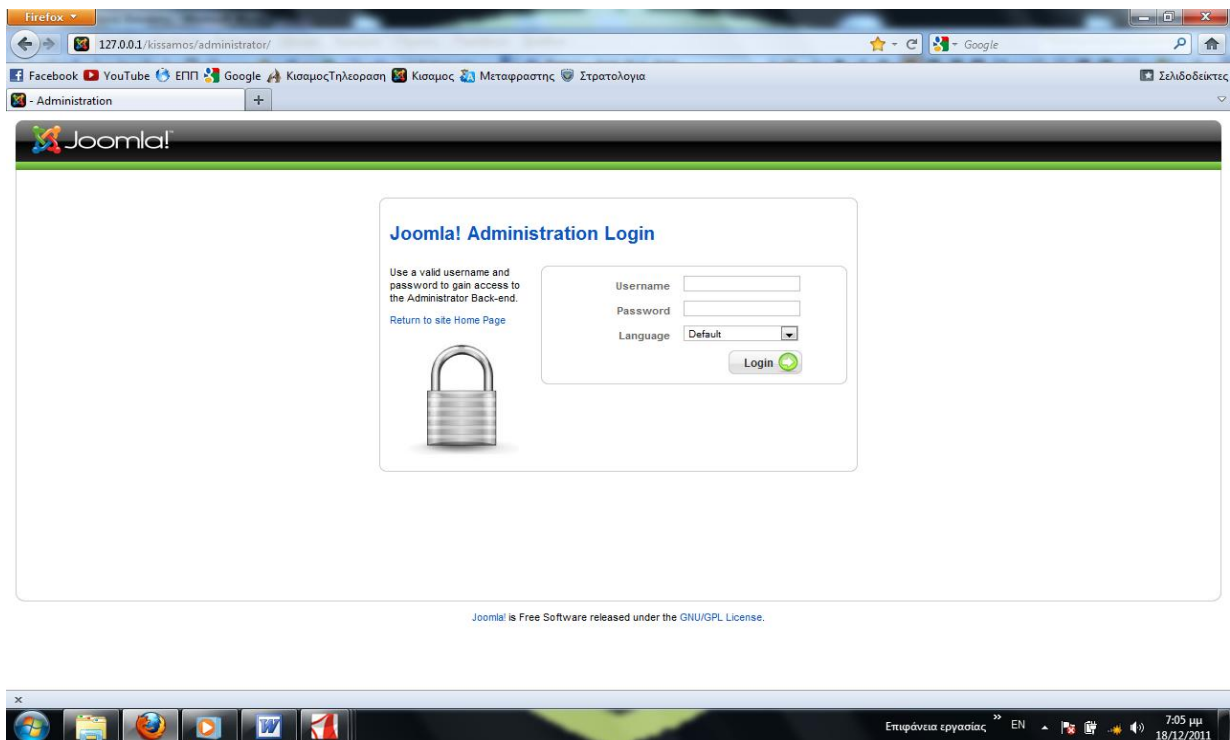 Firefox
127.0.0.1/kissamos/administrator/
Google
Facebook YouTube ΕΠΠ Google ΚισαμοςΤηλεοραση Κισαμος Μεταφραστης Στρατολογια
Σελιδοδείκτες
- Administration
Joomla!
Joomla! Administration Login
Use a valid username and
password to gain access to
the Administrator Back-end.
Return to site Home Page
Username
Password
Language Default
Login
Joomla! is Free Software released under the GNU/GPL License.
Επιφάνεια εργασίας » EN
7:05 μμ
18/12/2011